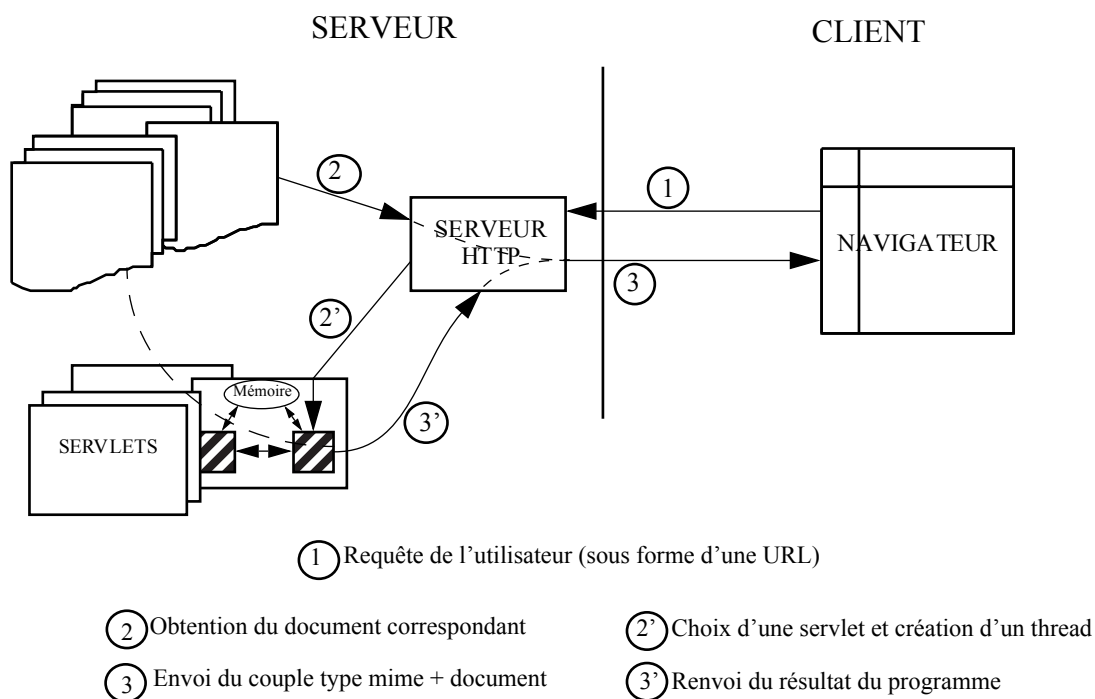 SERVEUR
CLIENT
2
1
SERVEUR
HTTP
NAVIGATEUR
3
2’
Mémoire
3’
SERVLETS
1 Requête de l’utilisateur (sous forme d’une URL)
2 Obtention du document correspondant
2’ Choix d’une servlet et création d’un thread
3 Envoi du couple type mime + document
3’ Renvoi du résultat du programme